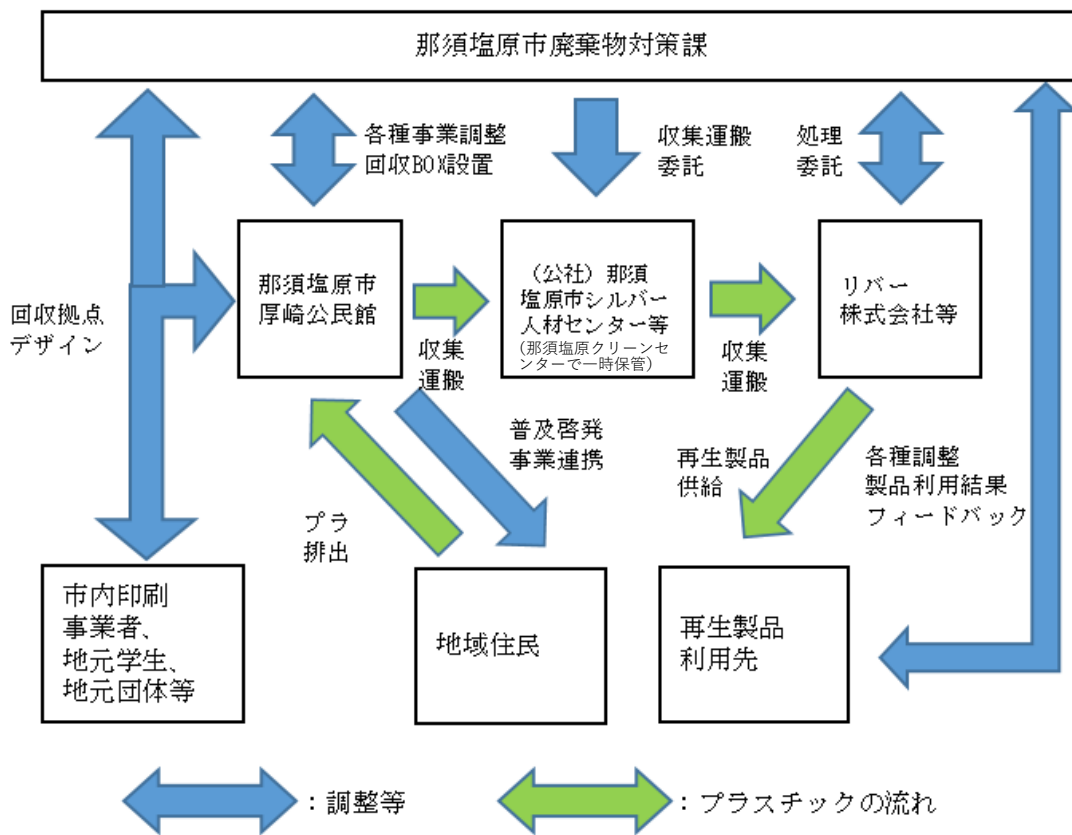 那須塩原市廃棄物対策課
各種事業調整
回収BOX設置
収集運搬
委託
処理
委託
回収拠点
デザイン
那須塩原市
厚崎公民館
（公社）那須
塩原市シルバー
人材センター等
(那須塩原クリーンセ
ンターで一時保管)
リバー
株式会社等
収集
運搬
収集
運搬
普及啓発
事業連携
再生製品
供給
各種調整
製品利用結果
フィードバック
プラ
排出
市内印刷
事業者、
地元学生、
地元団体等
地域住民
再生製品
利用先
：調整等
：プラスチックの流れ